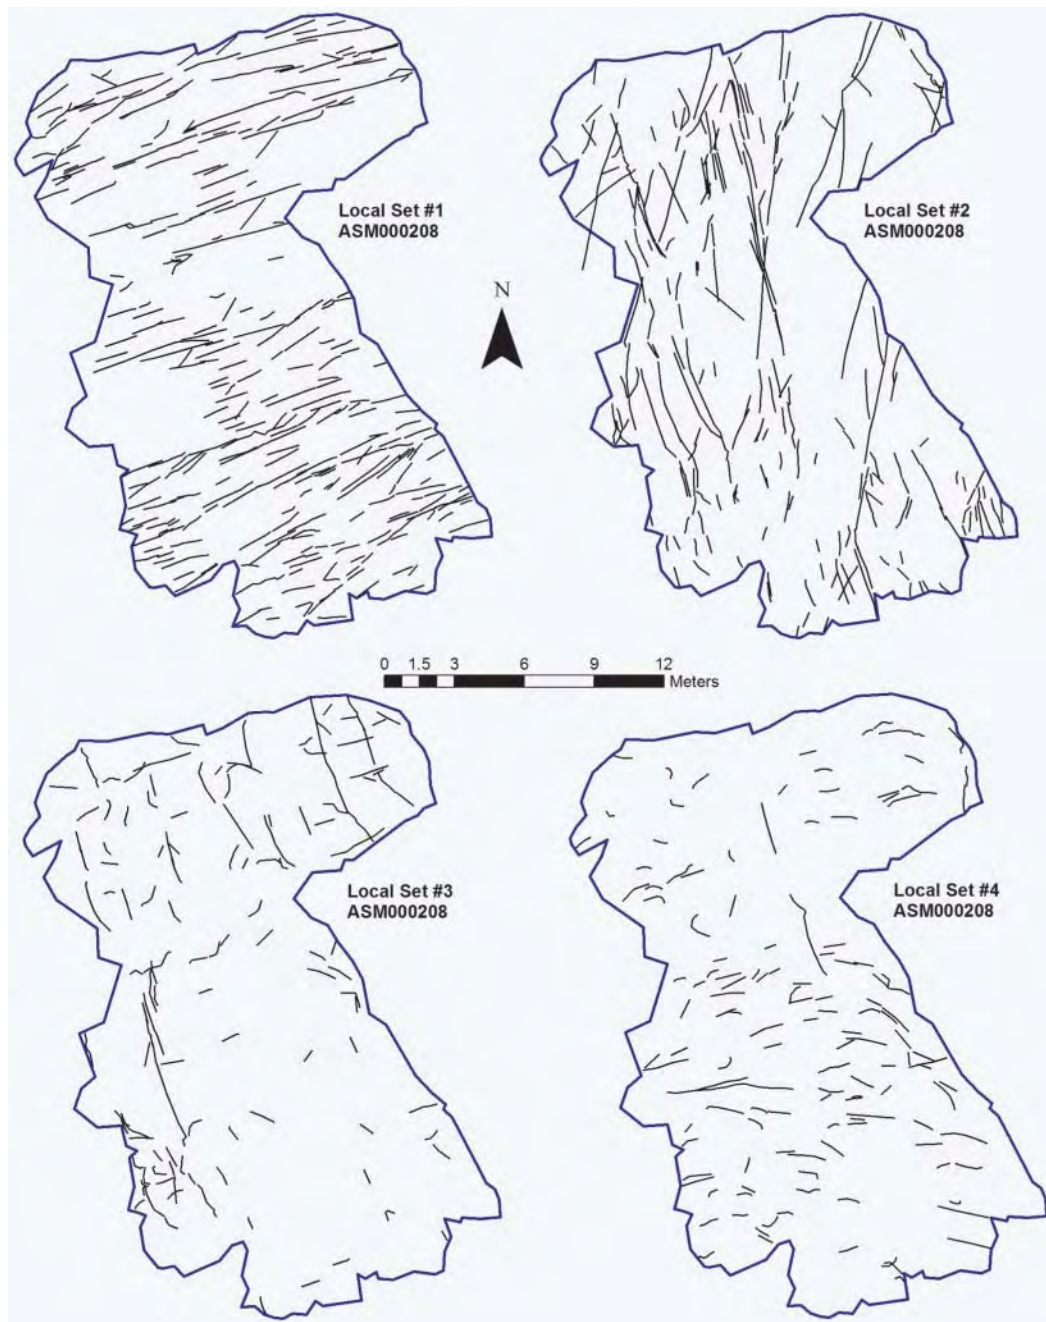 Local Set #1
ASM000208
Local Set #2
ASM000208
N
0 1.5 3 6 9 12
Meters
Local Set #3
ASM000208
Local Set #4
ASM000208